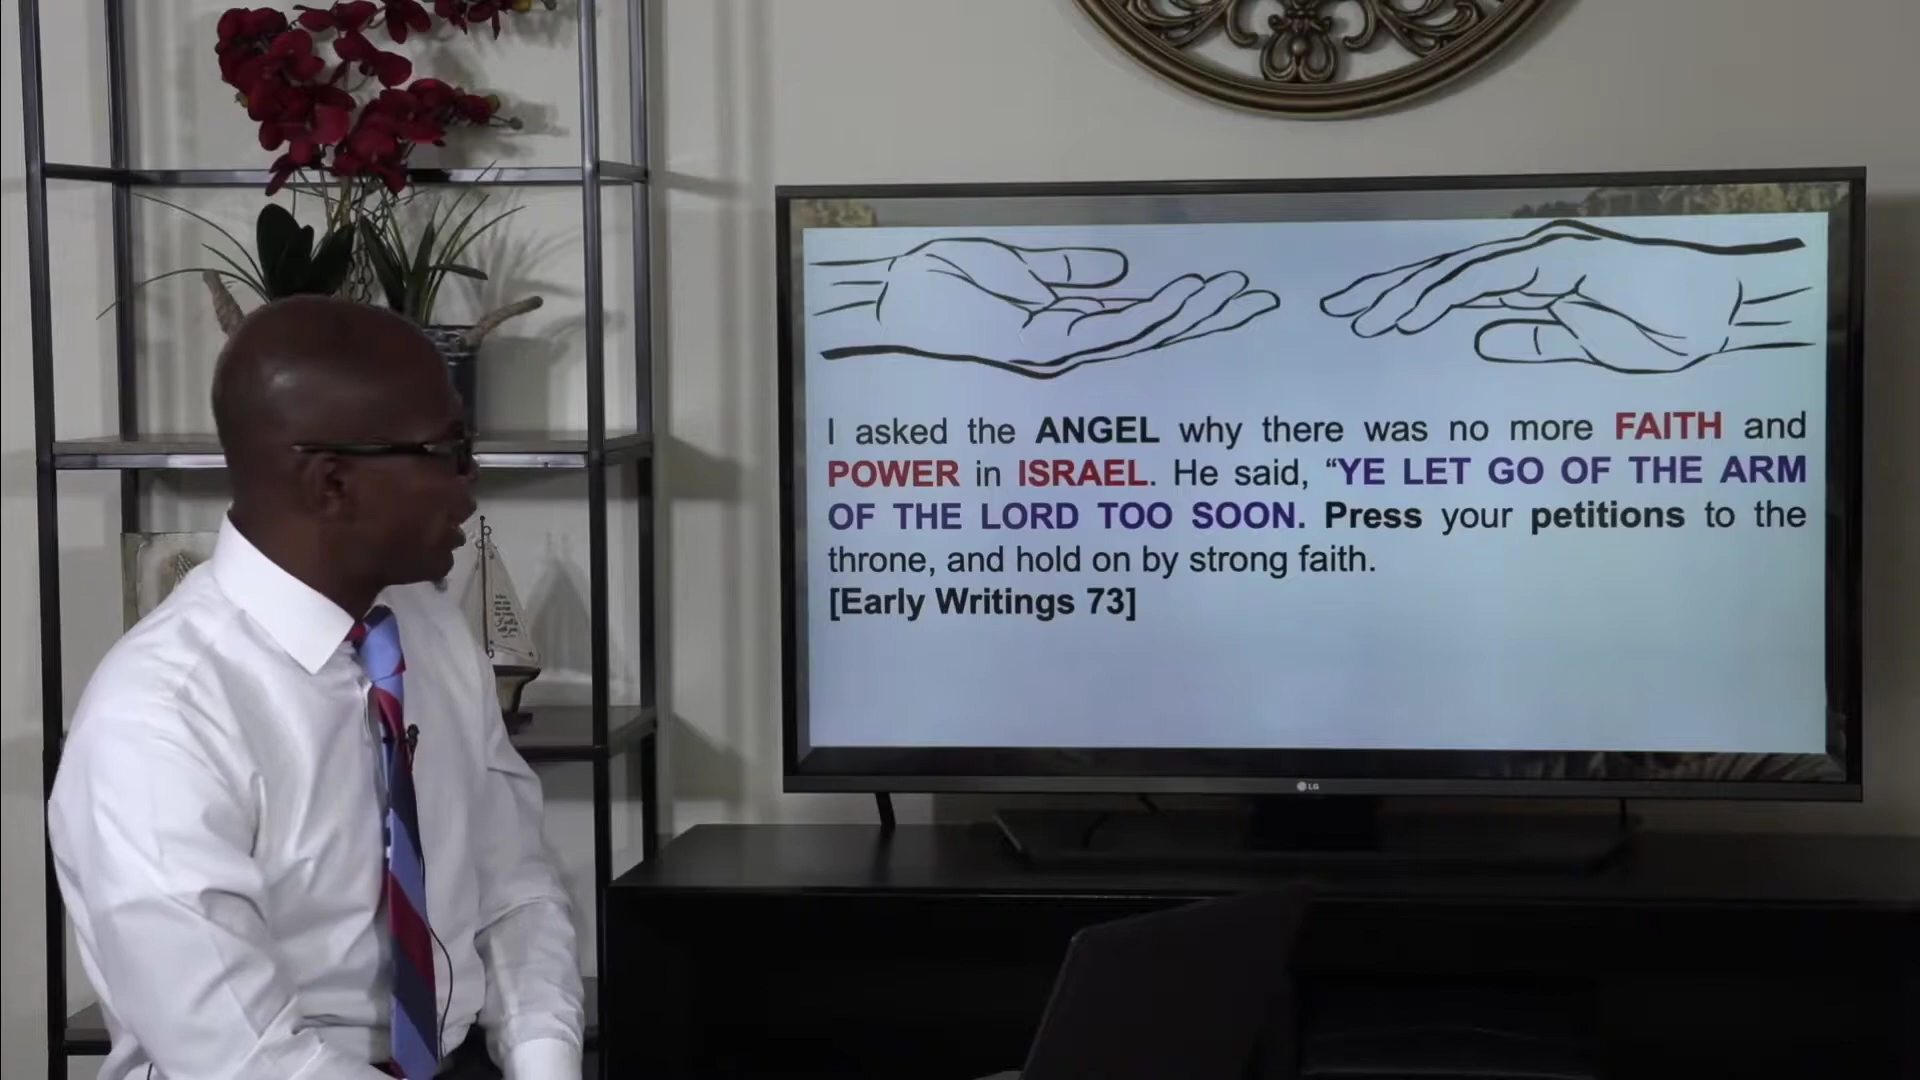 I asked the ANGEL why there was no more FAITH and
POWER in ISRAEL. He said, “YE LET GO OF THE ARM
OF THE LORD TOO SOON. Press your petitions to the
throne, and hold on by strong faith.
[Early Writings 73]
LG